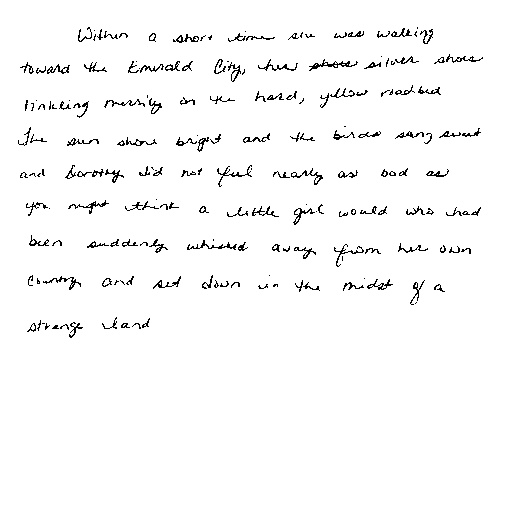 Within a short time she was walking
toward the Emerald City, her shoes silver shoes
tinkling merrily on the hard, yellow roadbed
The sun shone bright and the birds sang sweet
and Dorothy did not feel nearly as bad as
you might think a little girl would who had
been suddenly whisked away from her own
country and set down in the midst of a
strange land